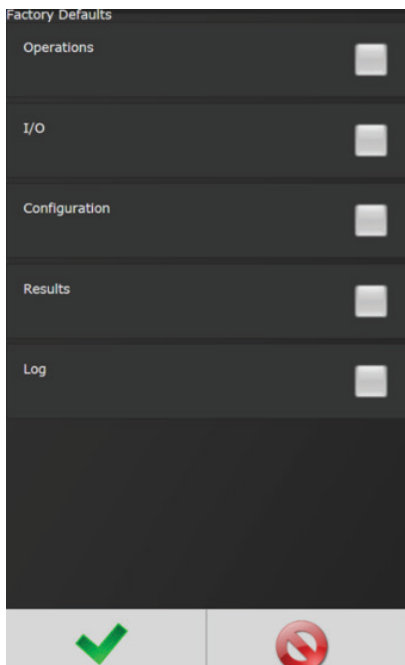 Factory Defaults
Operations
I/O
Configuration
Results
Log